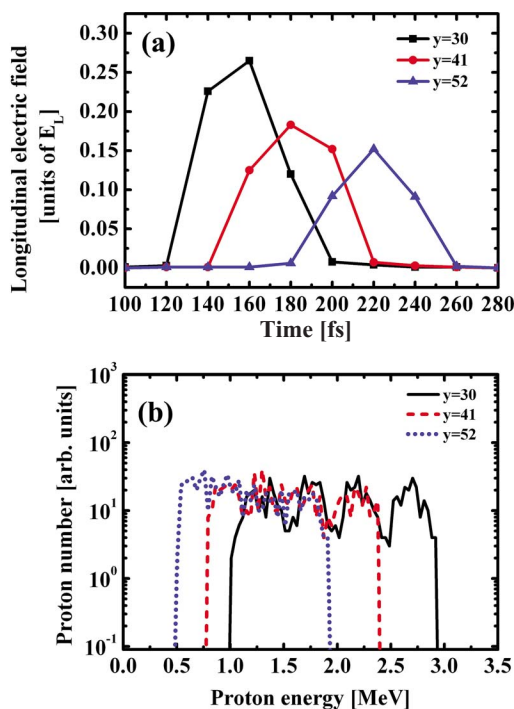 (a)
y=30
y=41
y=52
Longitudinal electric field
[units of E_L]
0.30
0.25
0.20
0.15
0.10
0.05
0.00
100 120 140 160 180 200 220 240 260 280
Time [fs]
(b)
y=30
y=41
y=52
Proton number [arb. units]
10³
10²
10¹
10⁰
10⁻¹
0.0 0.5 1.0 1.5 2.0 2.5 3.0 3.5
Proton energy [MeV]